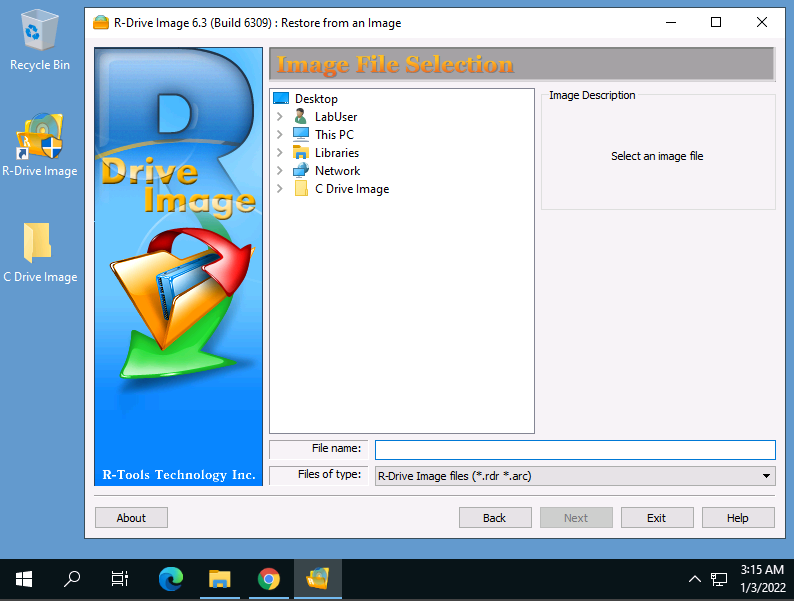 Recycle Bin
R-Drive Image
C Drive Image
R-Drive Image 6.3 (Build 6309) : Restore from an Image
R
Drive
Image
R-Tools Technology Inc.
Image File Selection
Desktop
LabUser
This PC
Libraries
Network
C Drive Image
Image Description
Select an image file
File name:
Files of type:
R-Drive Image files (*.rdr *.arc)
About
Back
Next
Exit
Help
3:15 AM
1/3/2022